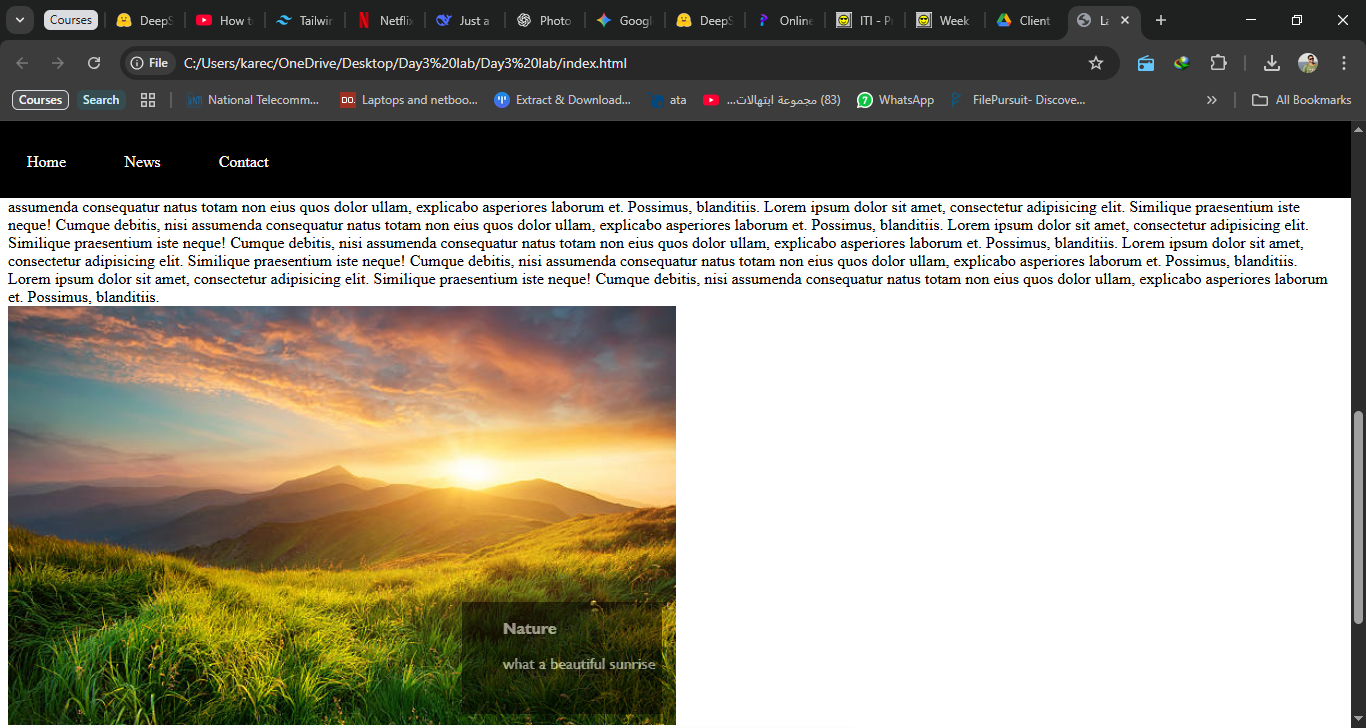 Courses
DeepS
How t
Tailwin
Netflix
Just a
Photo
Googl
DeepS
Online
ITI - P
Week
Client
La
File
C:/Users/karec/OneDrive/Desktop/Day3%20lab/Day3%20lab/index.html
Courses
Search
National Telecomm...
DO. Laptops and netboo...
Extract & Download...
ata
(83) مجموعة ابتهالات...
WhatsApp
FilePursuit- Discove...
All Bookmarks
Home News Contact
assumenda consequatur natus totam non eius quos dolor ullam, explicabo asperiores laborum et. Possimus, blanditiis. Lorem ipsum dolor sit amet, consectetur adipisicing elit. Similique praesentium iste
neque! Cumque debitis, nisi assumenda consequatur natus totam non eius quos dolor ullam, explicabo asperiores laborum et. Possimus, blanditiis. Lorem ipsum dolor sit amet, consectetur adipisicing elit.
Similique praesentium iste neque! Cumque debitis, nisi assumenda consequatur natus totam non eius quos dolor ullam, explicabo asperiores laborum et. Possimus, blanditiis. Lorem ipsum dolor sit amet,
consectetur adipisicing elit. Similique praesentium iste neque! Cumque debitis, nisi assumenda consequatur natus totam non eius quos dolor ullam, explicabo asperiores laborum et. Possimus, blanditiis.
Lorem ipsum dolor sit amet, consectetur adipisicing elit. Similique praesentium iste neque! Cumque debitis, nisi assumenda consequatur natus totam non eius quos dolor ullam, explicabo asperiores laborum
et. Possimus, blanditiis.
Nature
what a beautiful sunrise